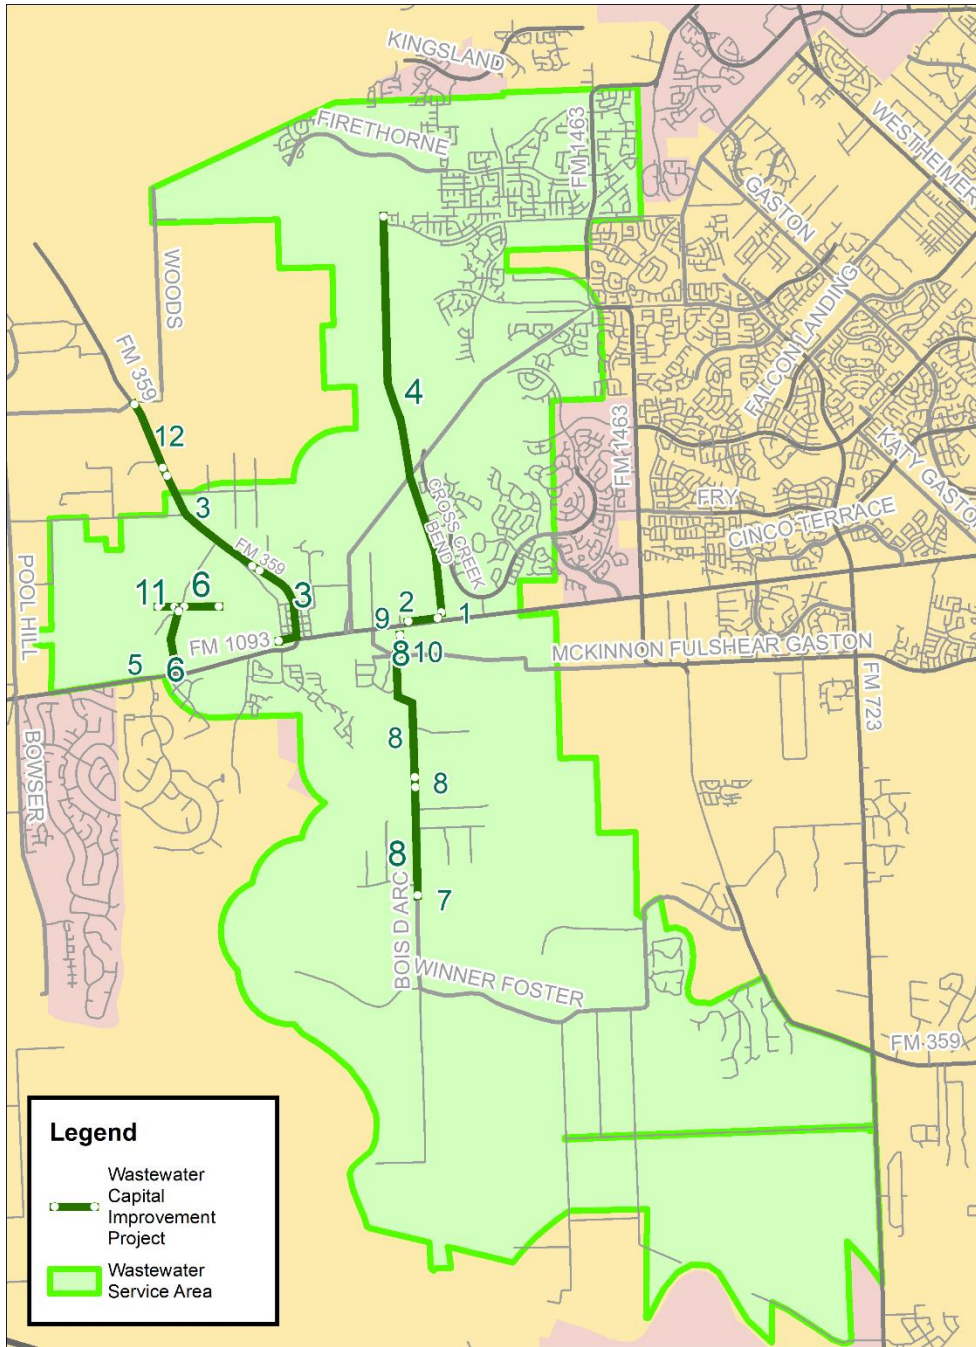 KINGSLAND
FIRETHORNE
FM 1463
WESTHEIMER
GASTON
WOODS
FALCON LANDING
FM 359
4
12
KATY GASTON
FM 1463
CROSS CREEK
BEND
FRY
3
CINCO TERRACE
FM 359
POOL HILL
11
6
3
2
1
9
FM 1093
8
10
MCKINNON FULSHEAR GASTON
5
6
FM 723
BOWSER
8
8
8
7
BOIS D ARC
WINNER FOSTER
FM 359
Legend
Wastewater
Capital
Improvement
Project
Wastewater
Service Area